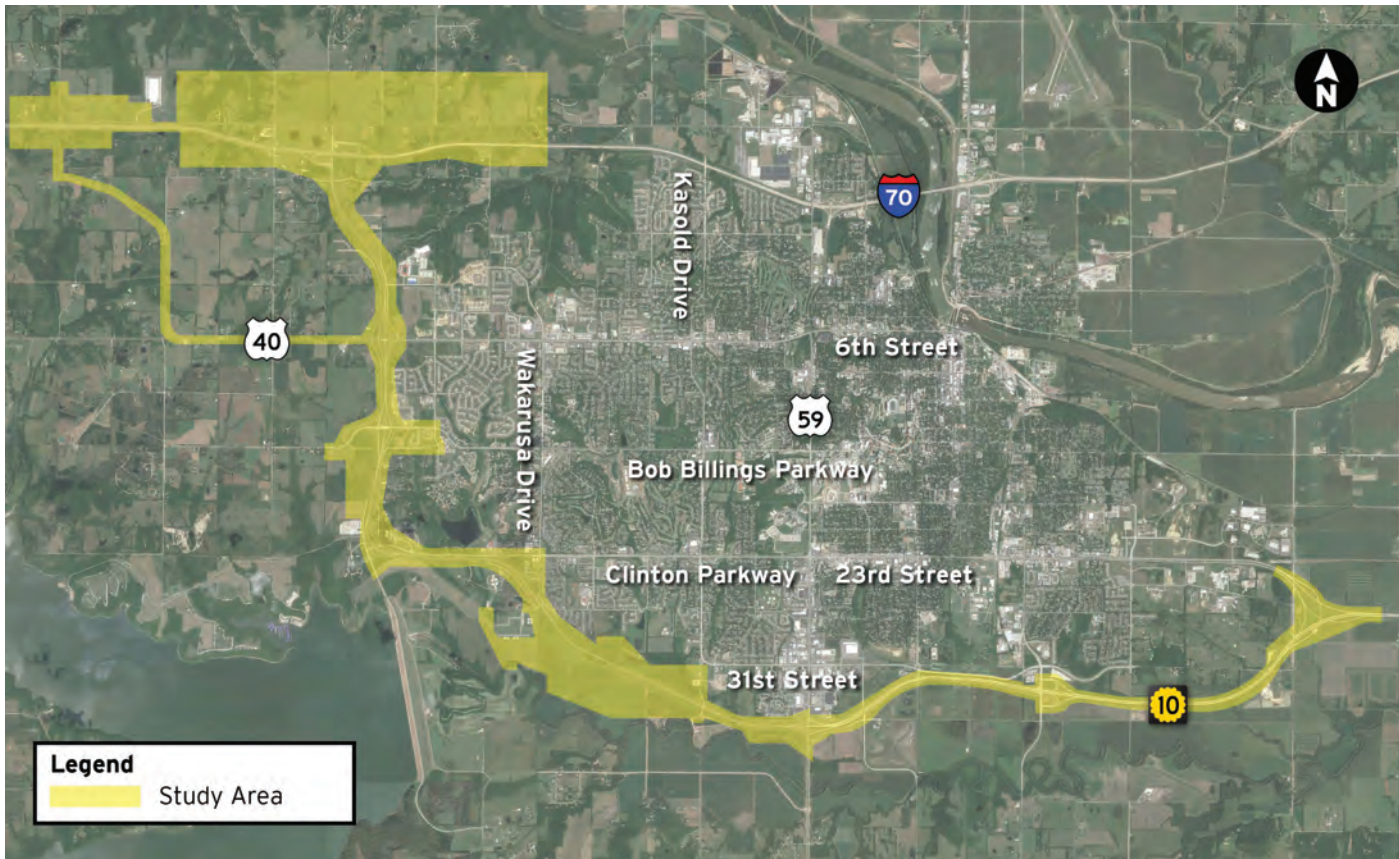 N
70
Kasold Drive
40
6th Street
Wakarusa Drive
59
Bob Billings Parkway
Clinton Parkway
23rd Street
31st Street
10
Legend
Study Area